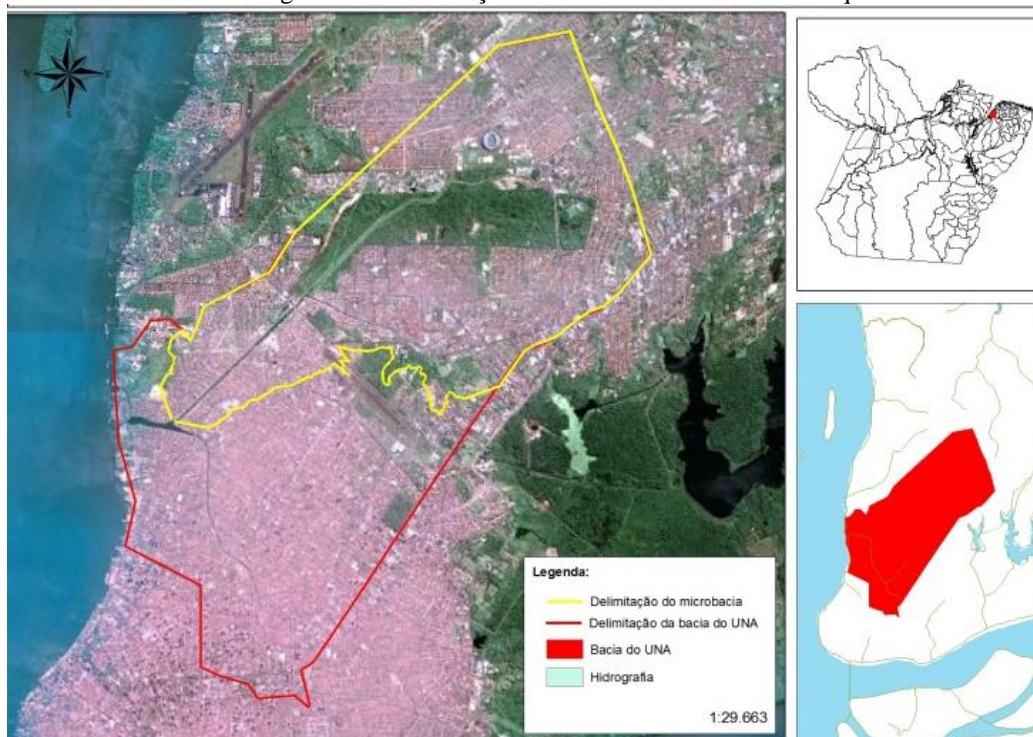 N
W
E
S
Legenda:
Delimitação do microbacia
Delimitação da bacia do UNA
Bacia do UNA
Hidrografia
1:29.663